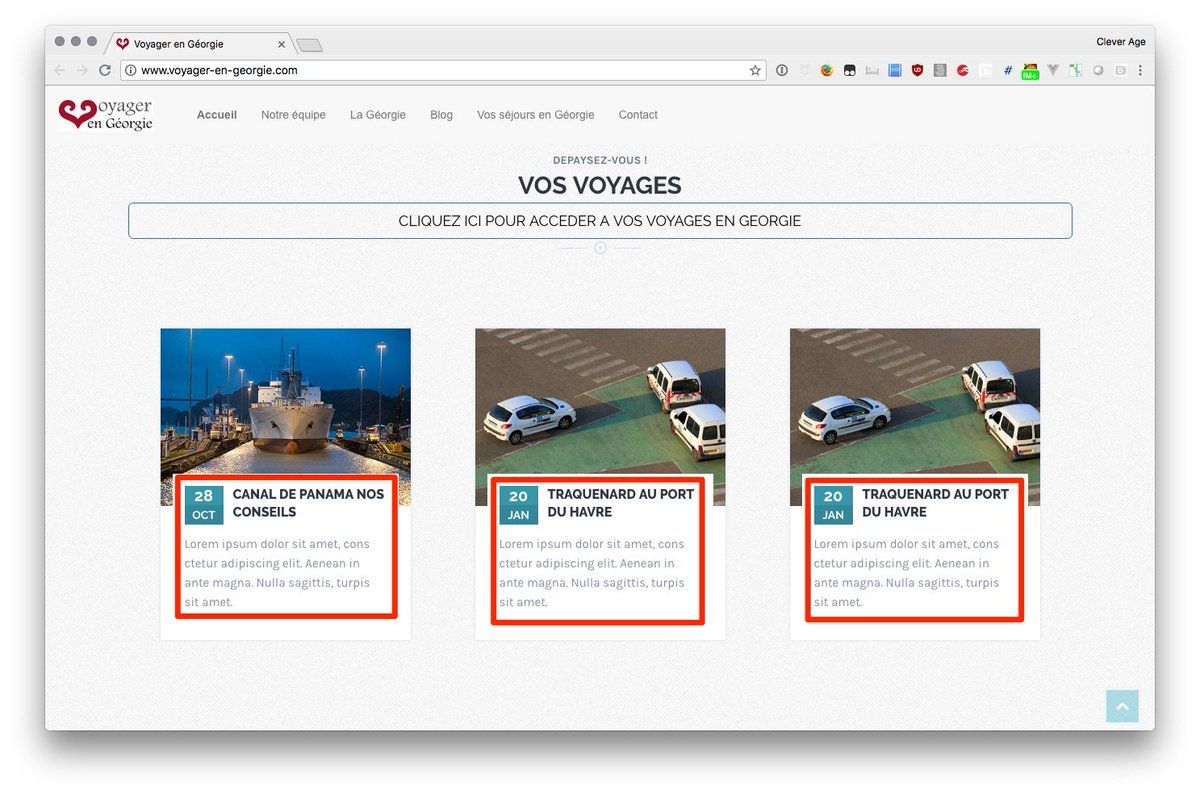 Voyager en Géorgie
Clever Age
www.voyager-en-georgie.com
Voyager
en Géorgie
Accueil
Notre équipe
La Géorgie
Blog
Vos séjours en Géorgie
Contact
DEPAYSEZ-VOUS !
VOS VOYAGES
CLIQUEZ ICI POUR ACCEDER A VOS VOYAGES EN GEORGIE
28
OCT
CANAL DE PANAMA NOS
CONSEILS
Lorem ipsum dolor sit amet, cons
ctetur adipiscing elit. Aenean in
ante magna. Nulla sagittis, turpis
sit amet.
20
JAN
TRAQUENARD AU PORT
DU HAVRE
Lorem ipsum dolor sit amet, cons
ctetur adipiscing elit. Aenean in
ante magna. Nulla sagittis, turpis
sit amet.
20
JAN
TRAQUENARD AU PORT
DU HAVRE
Lorem ipsum dolor sit amet, cons
ctetur adipiscing elit. Aenean in
ante magna. Nulla sagittis, turpis
sit amet.